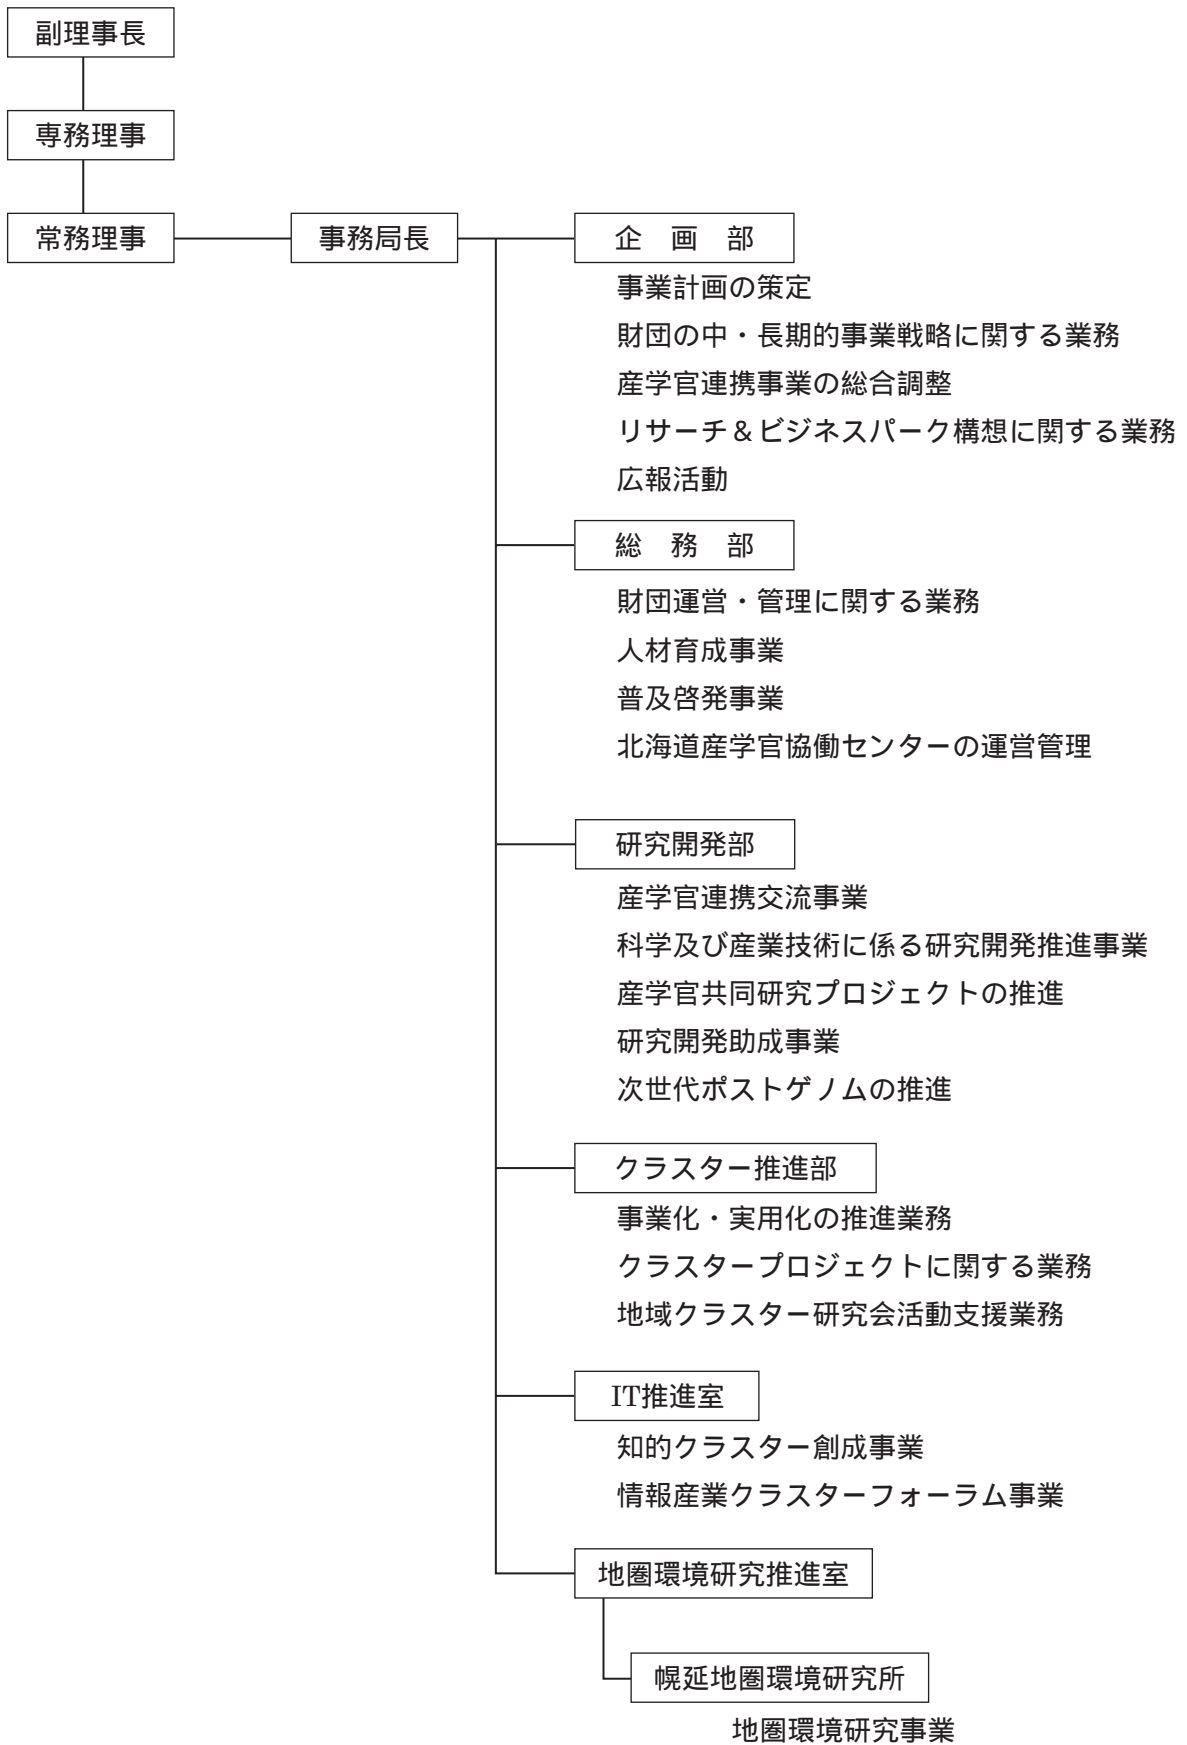 副理事長
専務理事
常務理事
事務局長
企　画　部
事業計画の策定
財団の中・長期的事業戦略に関する業務
産学官連携事業の総合調整
リサーチ＆ビジネスパーク構想に関する業務
広報活動
総　務　部
財団運営・管理に関する業務
人材育成事業
普及啓発事業
北海道産学官協働センターの運営管理
研究開発部
産学官連携交流事業
科学及び産業技術に係る研究開発推進事業
産学官共同研究プロジェクトの推進
研究開発助成事業
次世代ポストゲノムの推進
クラスター推進部
事業化・実用化の推進業務
クラスタープロジェクトに関する業務
地域クラスター研究会活動支援業務
IT推進室
知的クラスター創成事業
情報産業クラスターフォーラム事業
地圏環境研究推進室
幌延地圏環境研究所
地圏環境研究事業